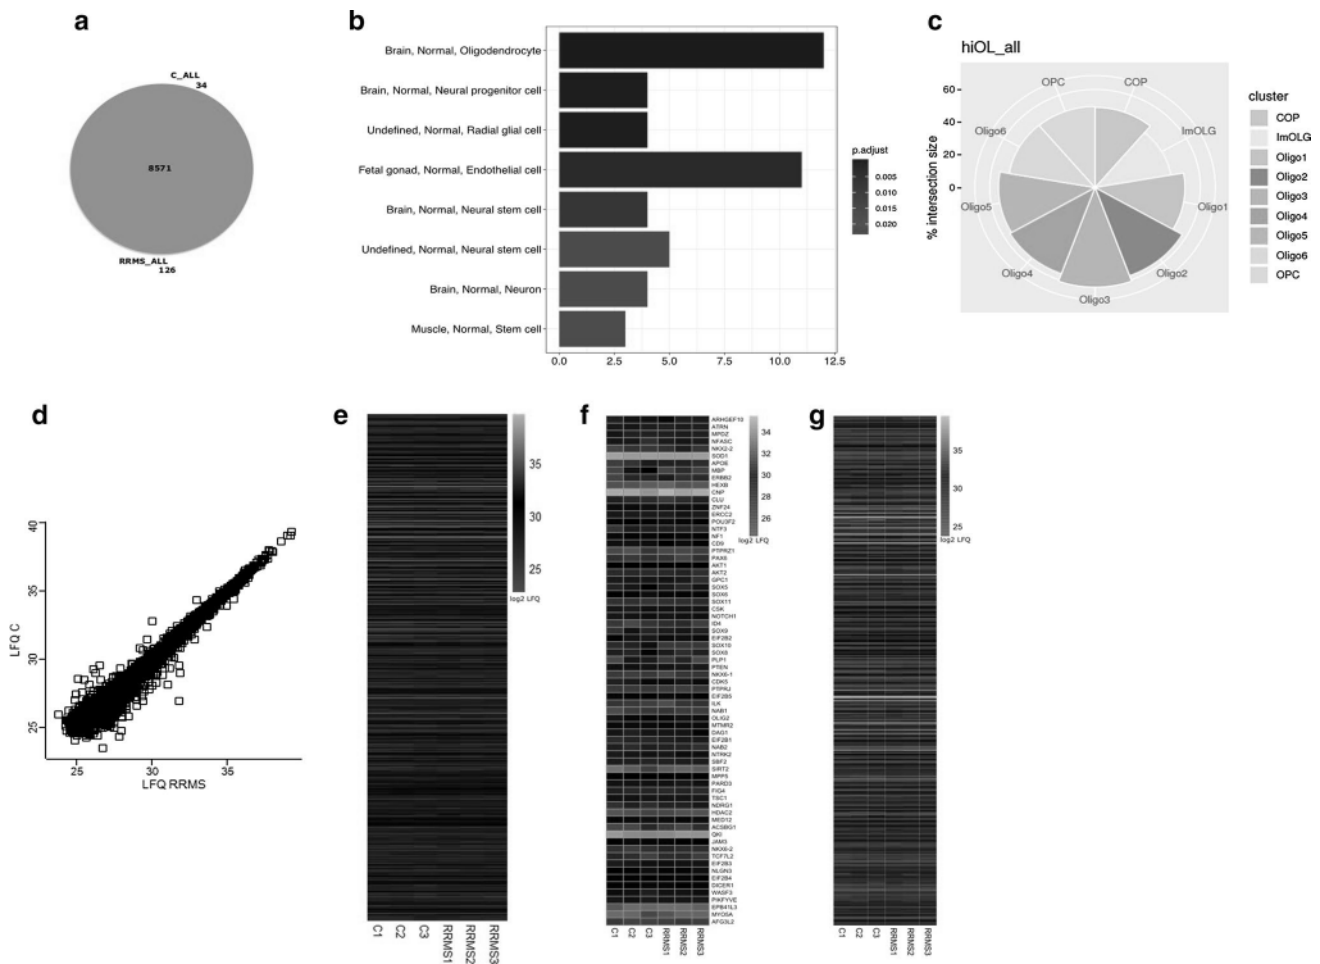 a
C_ALL
34
8571
RRMS_ALL
126
b
Brain, Normal, Oligodendrocyte
Brain, Normal, Neural progenitor cell
Undefined, Normal, Radial glial cell
Fetal gonad, Normal, Endothelial cell
Brain, Normal, Neural stem cell
Undefined, Normal, Neural stem cell
Brain, Normal, Neuron
Muscle, Normal, Stem cell
0.0 2.5 5.0 7.5 10.0 12.5
p.adjust
0.005
0.010
0.015
0.020
c
hiOL_all
% intersection size
60
40
20
0
OPC
COP
Oligo6
ImOLG
Oligo5
Oligo1
Oligo4
Oligo2
Oligo3
cluster
COP
ImOLG
Oligo1
Oligo2
Oligo3
Oligo4
Oligo5
Oligo6
OPC
d
LFQ C
40
35
30
25
25 30 35
LFQ RRMS
e
35
30
25
log2 LFQ
C1 C2 C3 RRMS1 RRMS2 RRMS3
f
ARHGEF10
ATRN
MPDZ
NFASC
NKX2-2
SOD1
APOE
MBP
ERBB2
HEXB
CNP
CLU
ZNF24
ERCC2
POU3F2
NTF3
NF1
CD9
PTPRZ1
PAX6
AKT1
AKT2
GPC1
SOX5
SOX6
SOX11
CSK
NOTCH1
ID4
SOX9
EIF2B2
SOX10
SOX8
PLP1
PTEN
NKX6-1
CDK5
PTPRJ
EIF2B5
ILK
NAB1
OLIG2
MTMR2
DAG1
EIF2B1
NAB2
NTRK2
SBF2
SIRT2
MPP5
PARD3
FIG4
TSC1
NDRG1
HDAC2
MED12
ACSBG1
QKI
JAM3
NKX6-2
TCF7L2
EIF2B3
NLGN3
EIF2B4
DICER1
WASF3
PIKFYVE
EPB41L3
MYO5A
AFG3L2
34
32
30
28
26
log2 LFQ
C1 C2 C3 RRMS1 RRMS2 RRMS3
g
35
30
25
log2 LFQ
C1 C2 C3 RRMS1 RRMS2 RRMS3